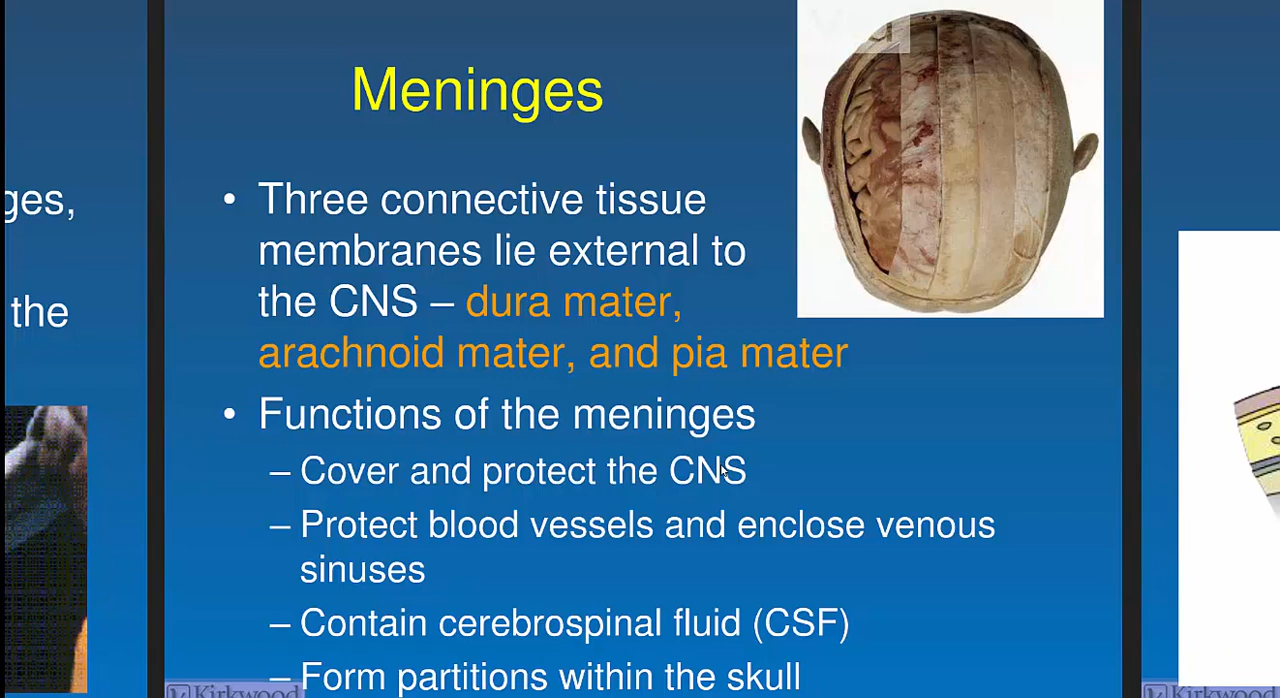 Meninges
ges,
the
• Three connective tissue
membranes lie external to
the CNS – dura mater,
arachnoid mater, and pia mater
• Functions of the meninges
– Cover and protect the CNS
– Protect blood vessels and enclose venous
sinuses
– Contain cerebrospinal fluid (CSF)
– Form partitions within the skull
Kirkwood
Kirkwood